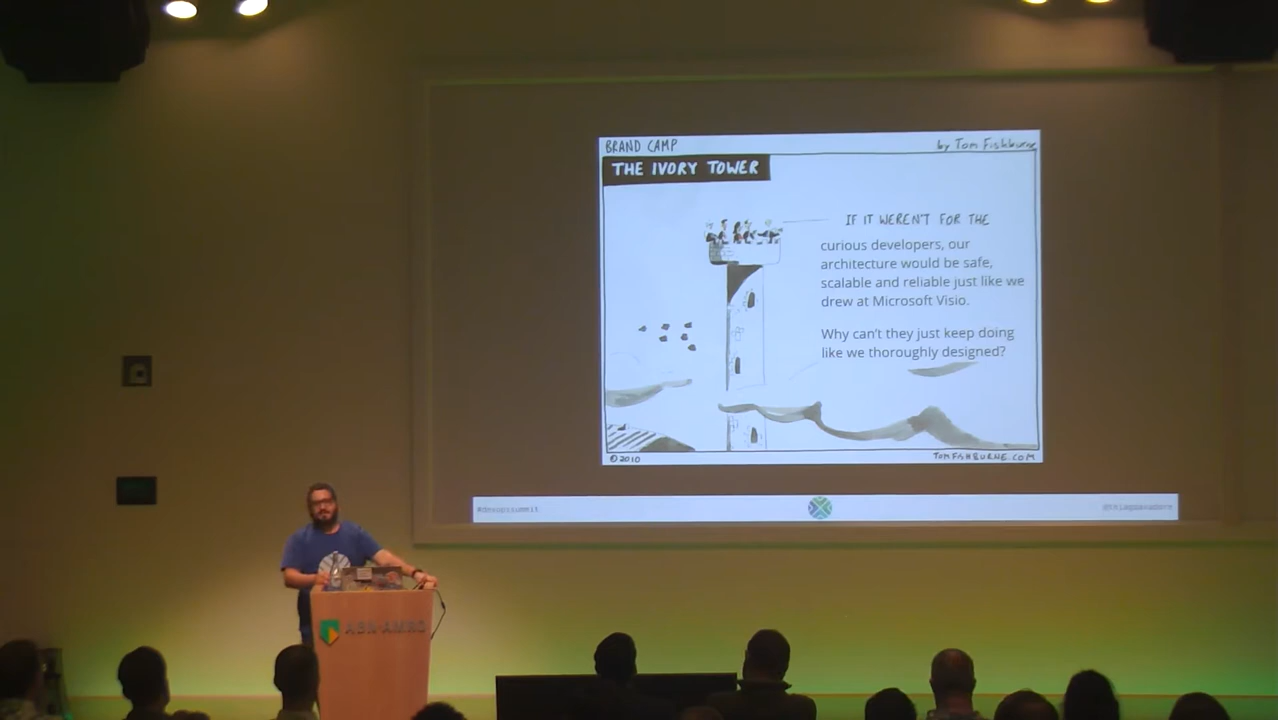 BRAND CAMP
by Tom Fishburne
THE IVORY TOWER
IF IT WEREN'T FOR THE
curious developers, our
architecture would be safe,
scalable and reliable just like we
drew at Microsoft Visio.
Why can't they just keep doing
like we thoroughly designed?
©2010
TOMFISHBURNE.COM
#devopssummit
ABN·AMRO